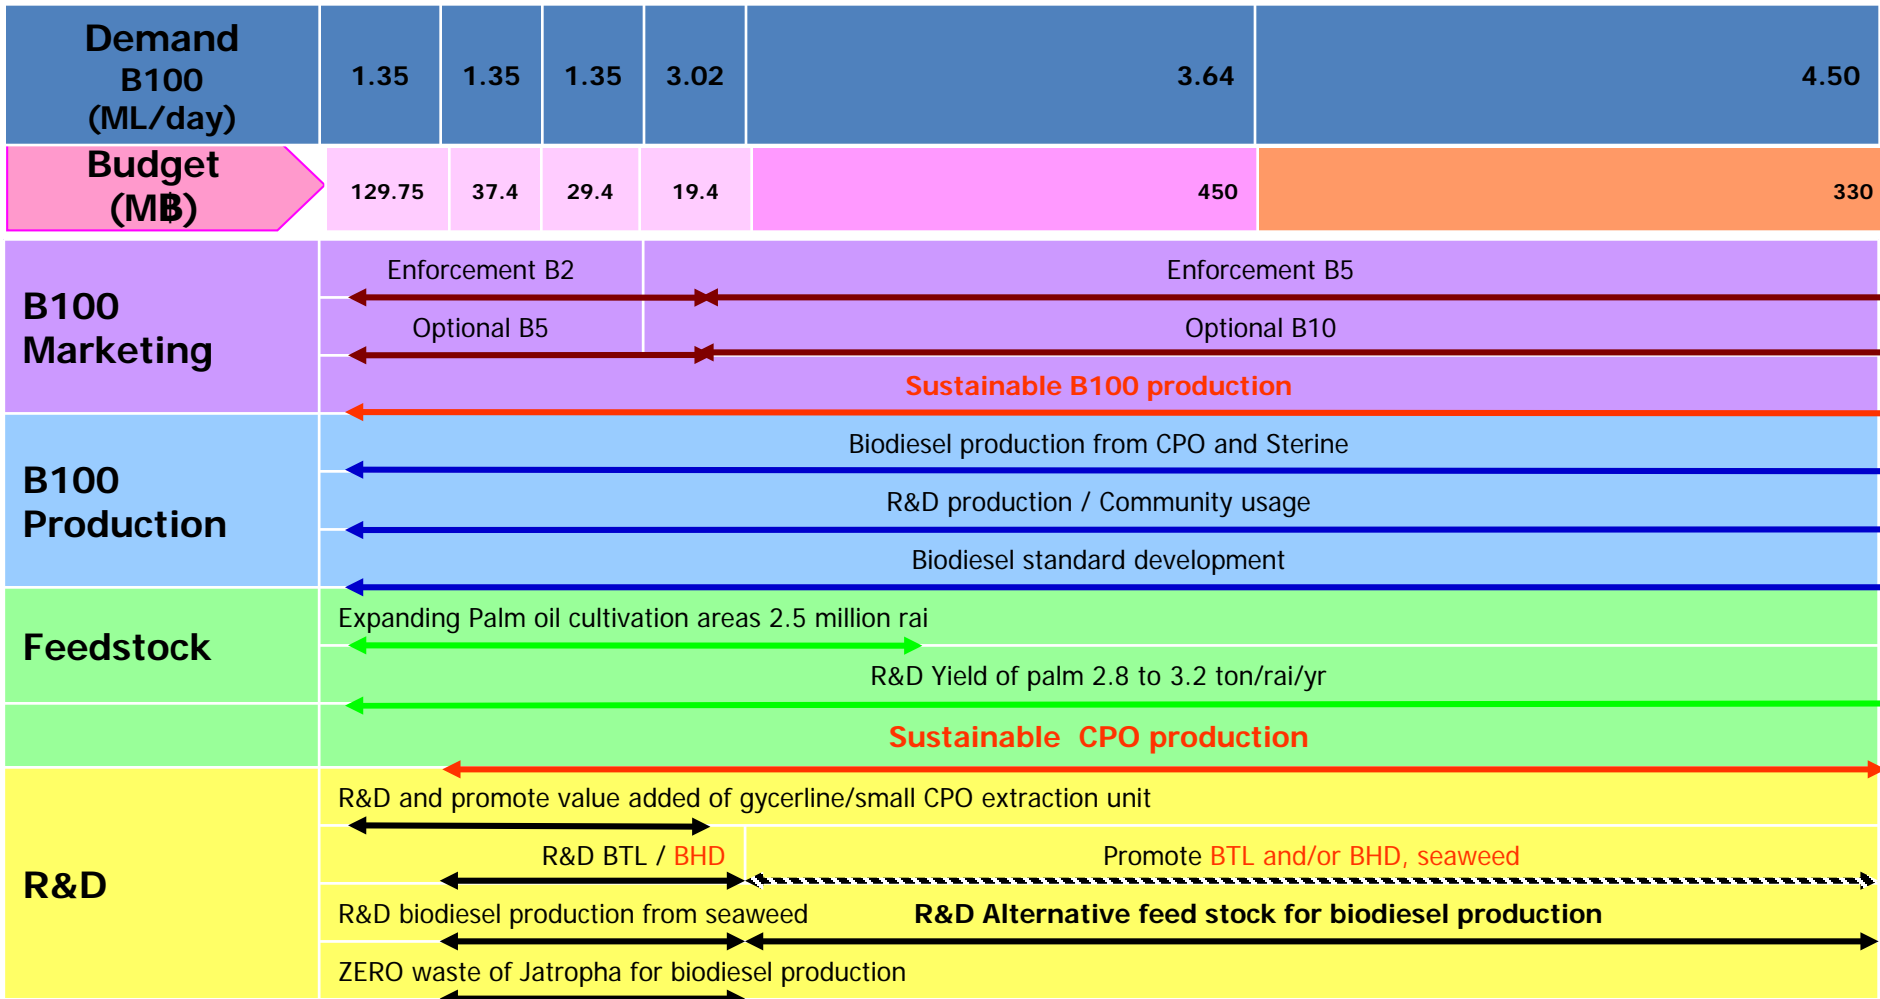 Demand
B100
(ML/day)
1.35 1.35 1.35 3.02 3.64 4.50
Budget
(M฿)
129.75 37.4 29.4 19.4 450 330
B100
Marketing
Enforcement B2 Enforcement B5
Optional B5 Optional B10
Sustainable B100 production
B100
Production
Biodiesel production from CPO and Sterine
R&D production / Community usage
Biodiesel standard development
Feedstock
Expanding Palm oil cultivation areas 2.5 million rai
R&D Yield of palm 2.8 to 3.2 ton/rai/yr
Sustainable CPO production
R&D
R&D and promote value added of gycerline/small CPO extraction unit
R&D BTL / BHD Promote BTL and/or BHD, seaweed
R&D biodiesel production from seaweed R&D Alternative feed stock for biodiesel production
ZERO waste of Jatropha for biodiesel production